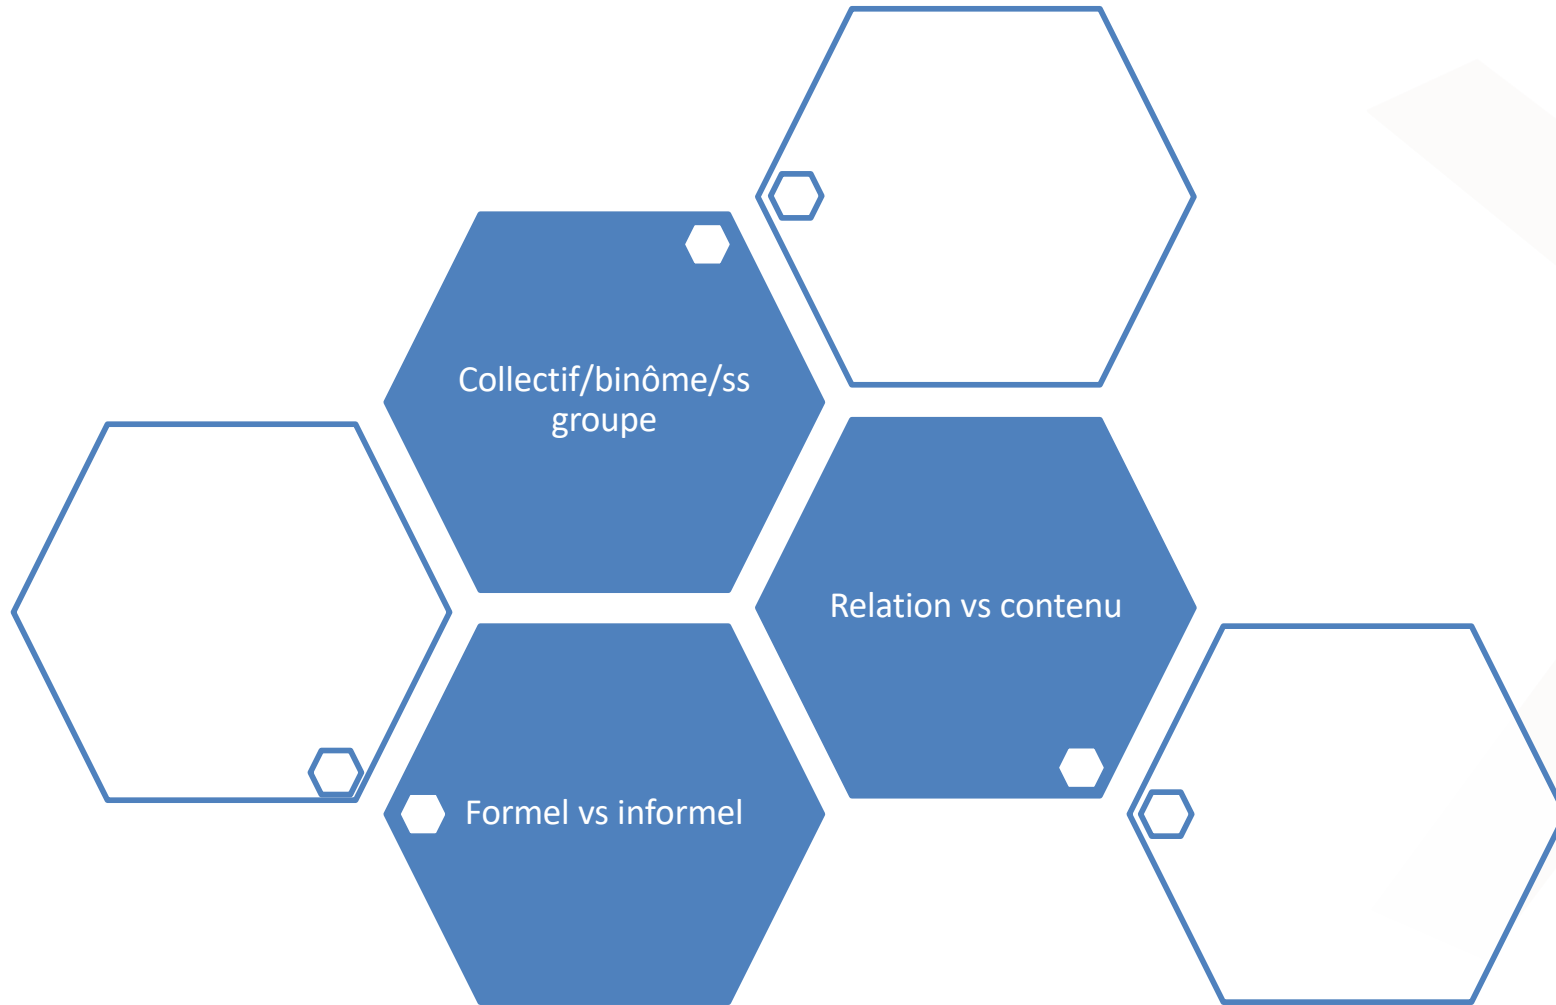 Collectif/binôme/ss
groupe
Relation vs contenu
Formel vs informel